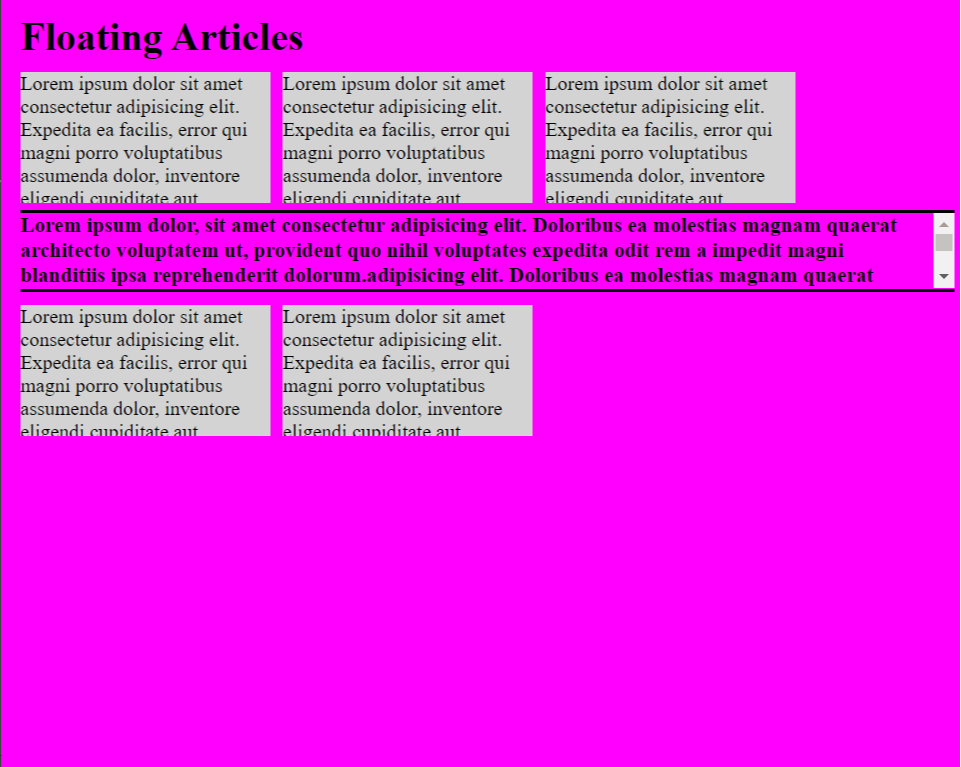 Floating Articles
Lorem ipsum dolor sit amet
consectetur adipisicing elit.
Expedita ea facilis, error qui
magni porro voluptatibus
assumenda dolor, inventore
eligendi cupiditate aut
Lorem ipsum dolor sit amet
consectetur adipisicing elit.
Expedita ea facilis, error qui
magni porro voluptatibus
assumenda dolor, inventore
eligendi cupiditate aut
Lorem ipsum dolor sit amet
consectetur adipisicing elit.
Expedita ea facilis, error qui
magni porro voluptatibus
assumenda dolor, inventore
eligendi cupiditate aut
Lorem ipsum dolor, sit amet consectetur adipisicing elit. Doloribus ea molestias magnam quaerat
architecto voluptatem ut, provident quo nihil voluptates expedita odit rem a impedit magni
blanditiis ipsa reprehenderit dolorum.adipisicing elit. Doloribus ea molestias magnam quaerat
Lorem ipsum dolor sit amet
consectetur adipisicing elit.
Expedita ea facilis, error qui
magni porro voluptatibus
assumenda dolor, inventore
eligendi cupiditate aut
Lorem ipsum dolor sit amet
consectetur adipisicing elit.
Expedita ea facilis, error qui
magni porro voluptatibus
assumenda dolor, inventore
eligendi cupiditate aut